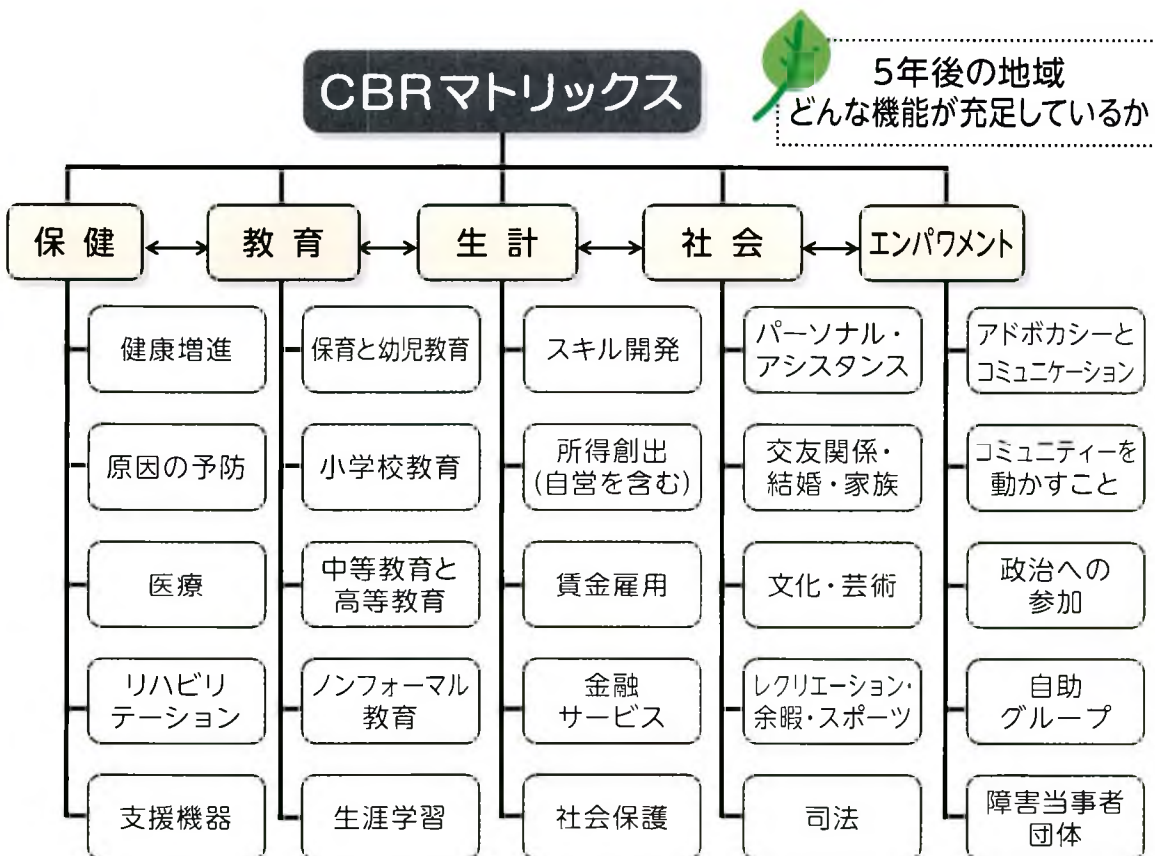 CBRマトリックス
5年後の地域
どんな機能が充足しているか
保健
教育
生計
社会
エンパワメント
健康増進
原因の予防
医療
リハビリ
テーション
支援機器
保育と幼児教育
小学校教育
中等教育と
高等教育
ノンフォーマル
教育
生涯学習
スキル開発
所得創出
(自営を含む)
賃金雇用
金融
サービス
社会保護
パーソナル・
アシスタンス
交友関係・
結婚・家族
文化・芸術
レクリエーション・
余暇・スポーツ
司法
アドボカシーと
コミュニケーション
コミュニティーを
動かすこと
政治への
参加
自助
グループ
障害当事者
団体